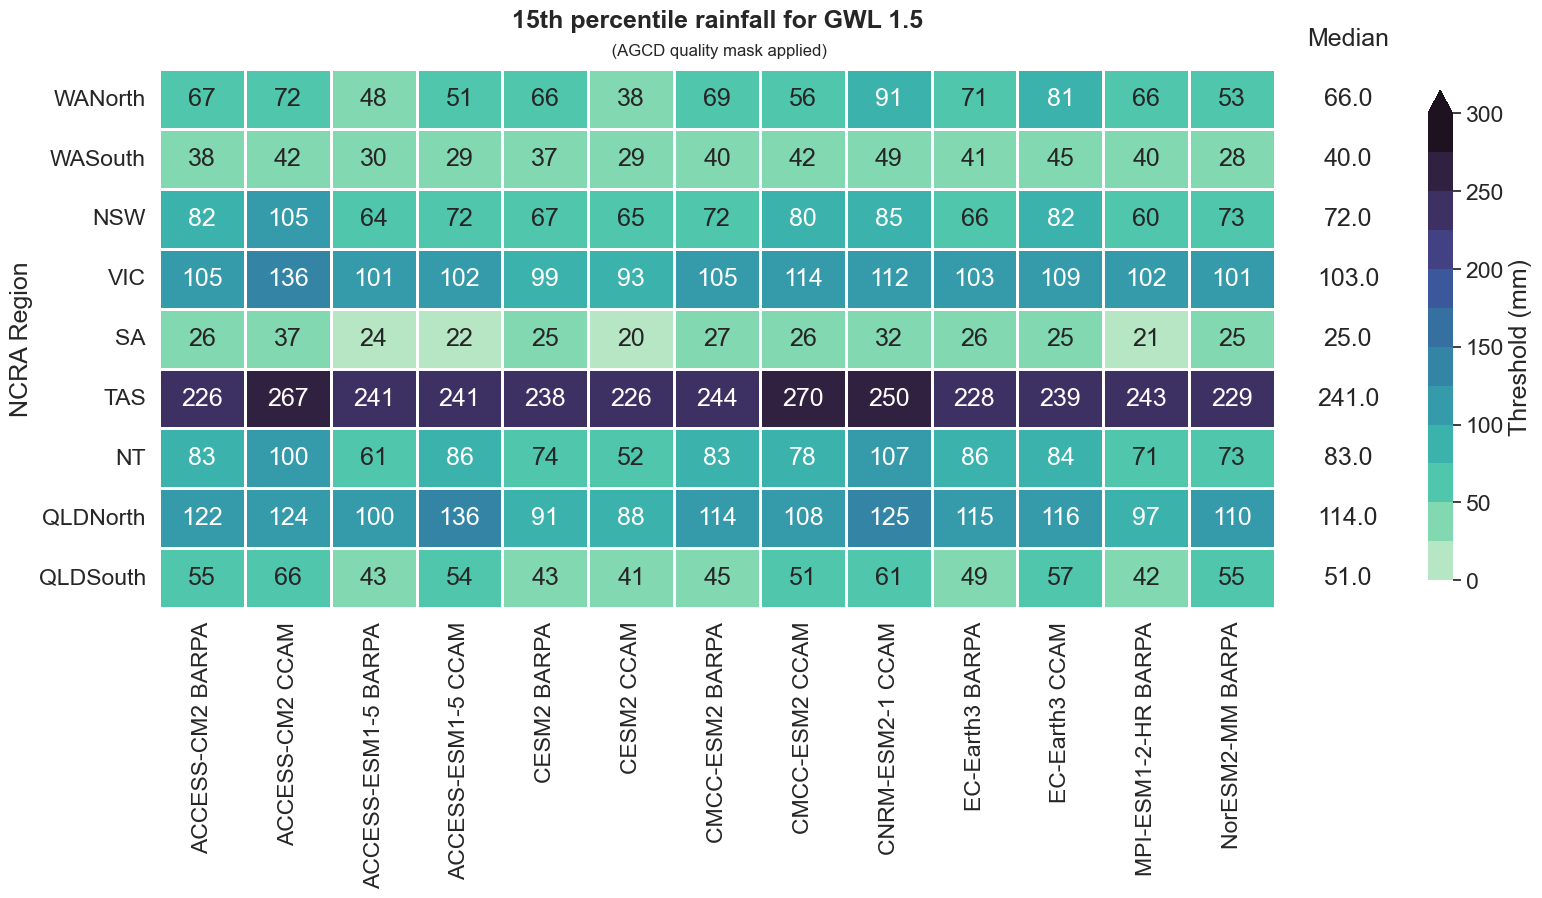 15th percentile rainfall for GWL 1.5
(AGCD quality mask applied)
Median
NCRA Region
WANorth 67 72 48 51 66 38 69 56 91 71 81 66 53 66.0
WASouth 38 42 30 29 37 29 40 42 49 41 45 40 28 40.0
NSW 82 105 64 72 67 65 72 80 85 66 82 60 73 72.0
VIC 105 136 101 102 99 93 105 114 112 103 109 102 101 103.0
SA 26 37 24 22 25 20 27 26 32 26 25 21 25 25.0
TAS 226 267 241 241 238 226 244 270 250 228 239 243 229 241.0
NT 83 100 61 86 74 52 83 78 107 86 84 71 73 83.0
QLDNorth 122 124 100 136 91 88 114 108 125 115 116 97 110 114.0
QLDSouth 55 66 43 54 43 41 45 51 61 49 57 42 55 51.0
ACCESS-CM2 BARPA
ACCESS-CM2 CCAM
ACCESS-ESM1-5 BARPA
ACCESS-ESM1-5 CCAM
CESM2 BARPA
CESM2 CCAM
CMCC-ESM2 BARPA
CMCC-ESM2 CCAM
CNRM-ESM2-1 CCAM
EC-Earth3 BARPA
EC-Earth3 CCAM
MPI-ESM1-2-HR BARPA
NorESM2-MM BARPA
300
250
200
150
100
50
0
Threshold (mm)